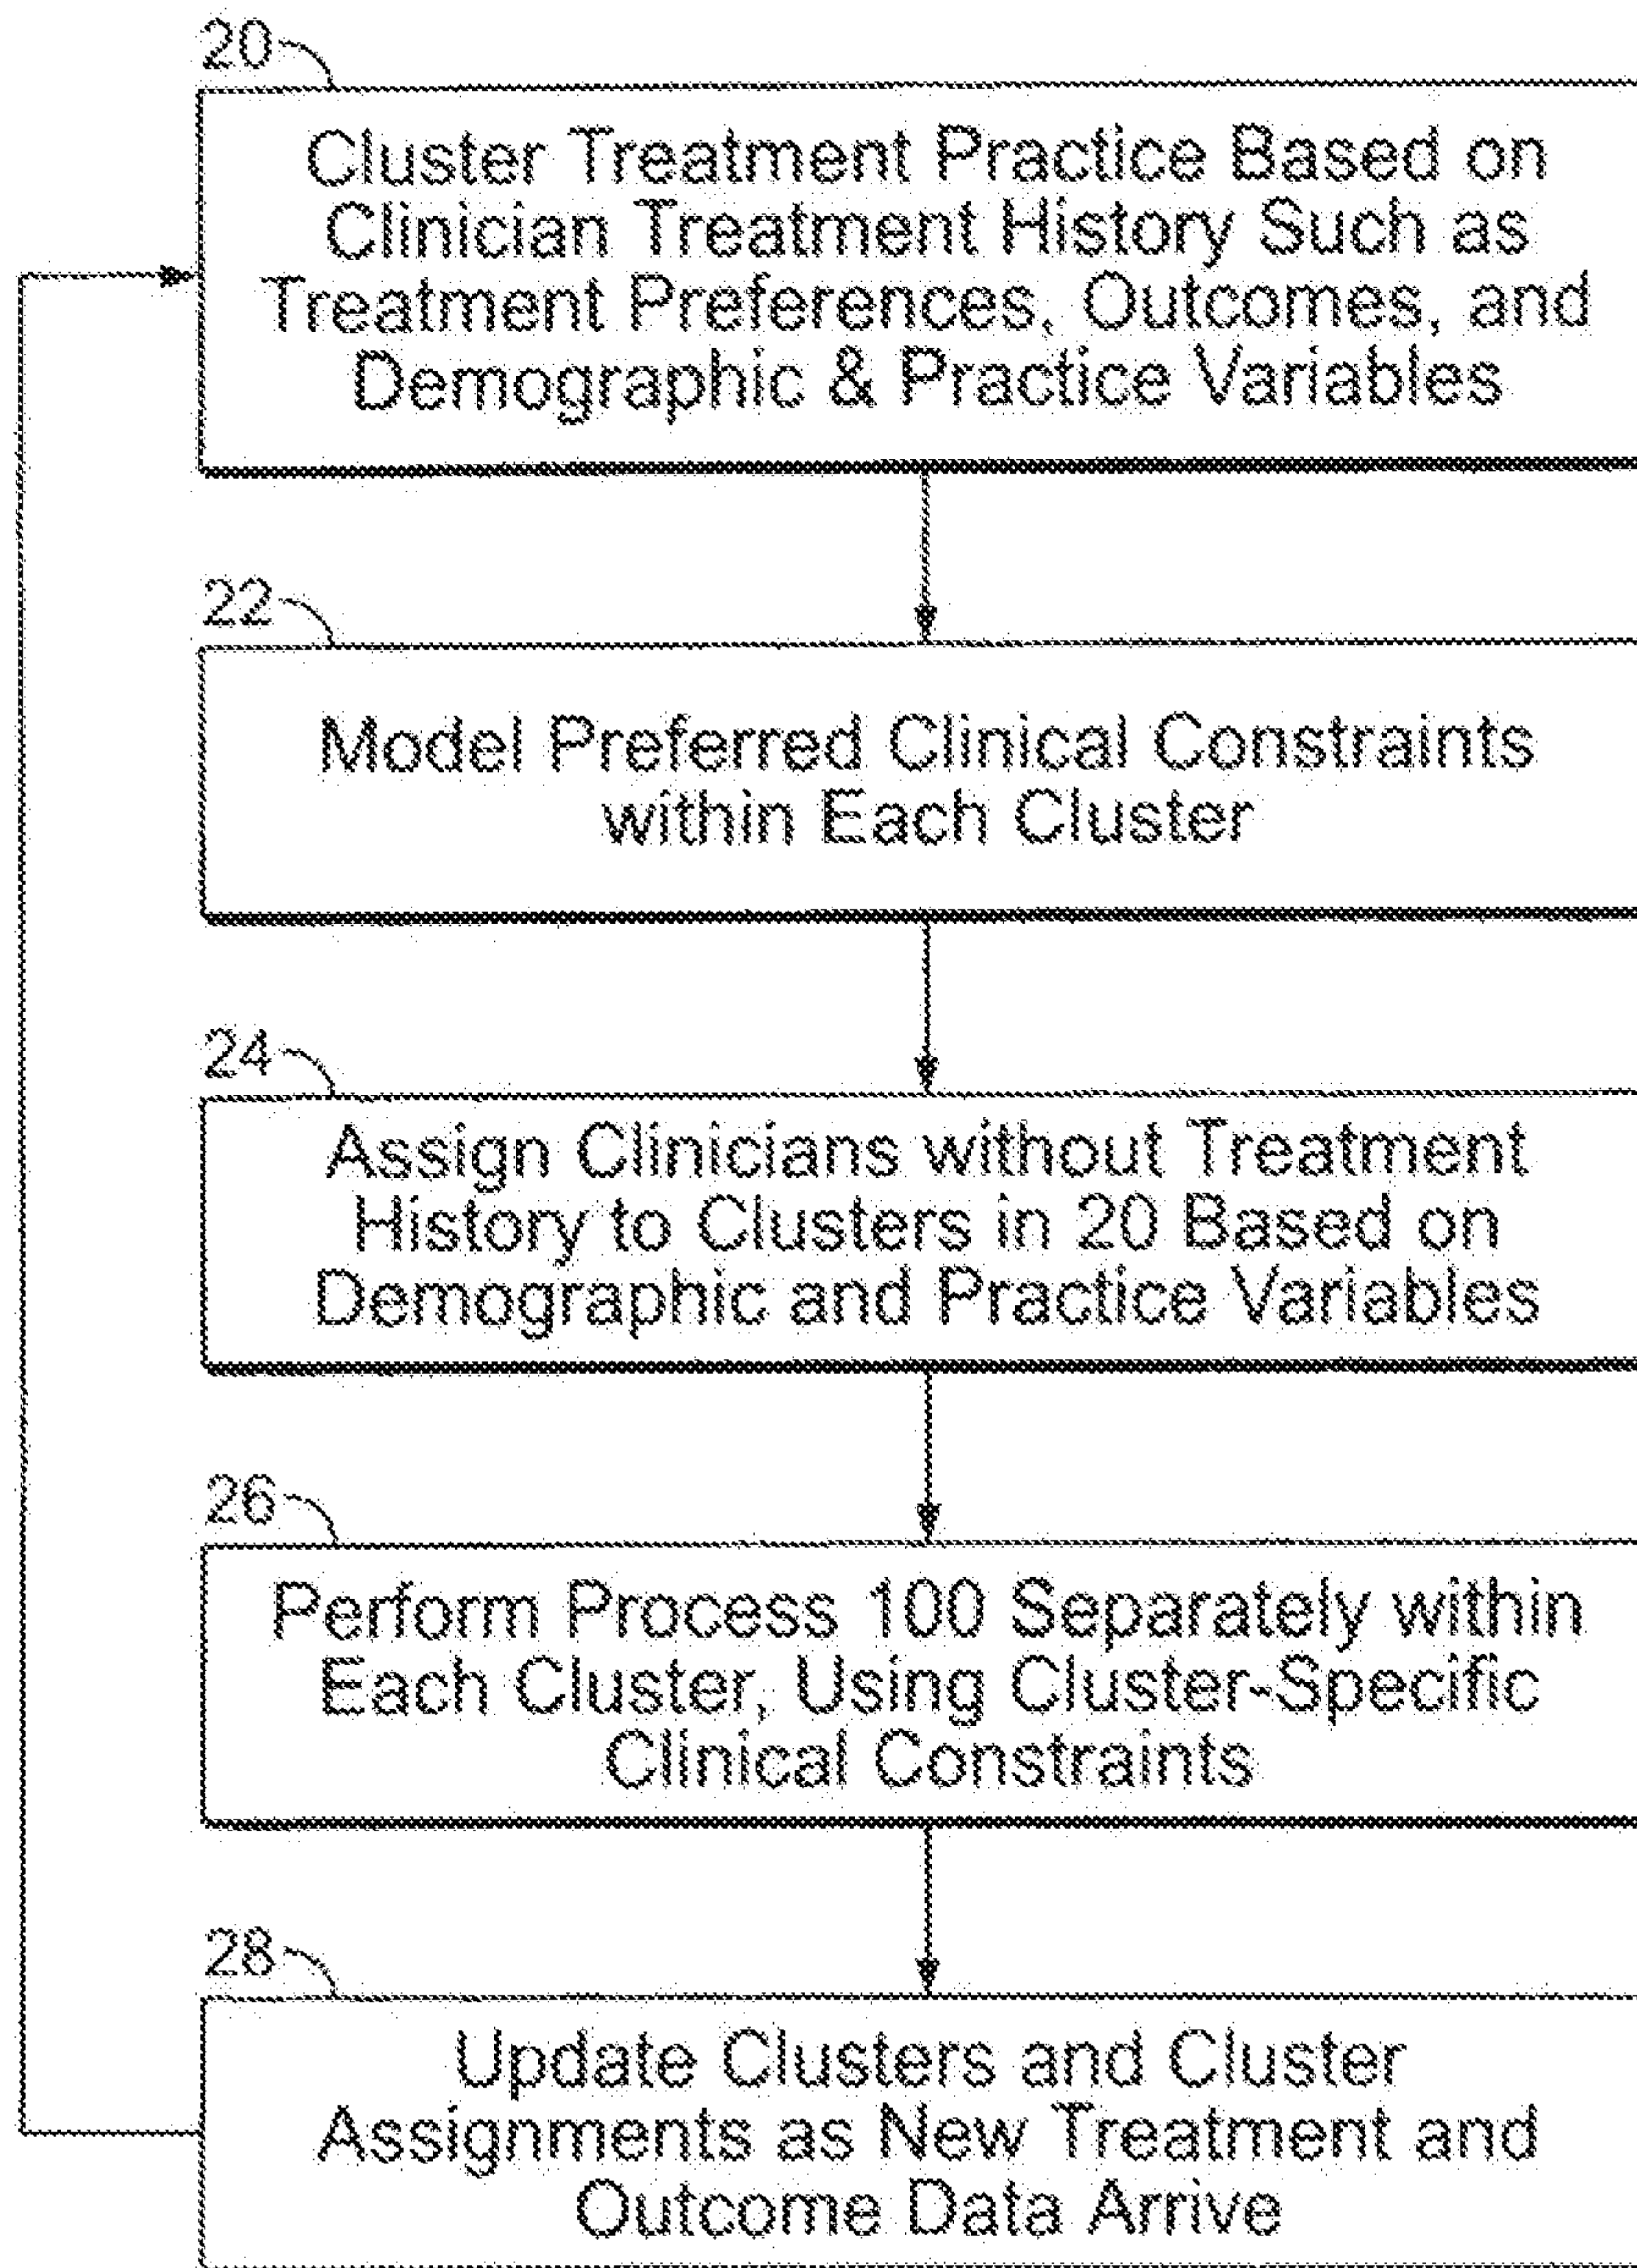 20
Cluster Treatment Practice Based on
Clinician Treatment History Such as
Treatment Preferences, Outcomes, and
Demographic & Practice Variables
22
Model Preferred Clinical Constraints
within Each Cluster
24
Assign Clinicians without Treatment
History to Clusters in 20 Based on
Demographic and Practice Variables
26
Perform Process 100 Separately within
Each Cluster, Using Cluster-Specific
Clinical Constraints
28
Update Clusters and Cluster
Assignments as New Treatment and
Outcome Data Arrive